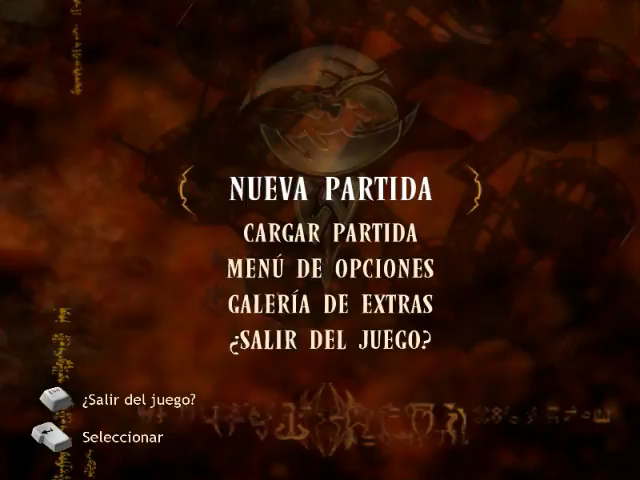 NUEVA PARTIDA
CARGAR PARTIDA
MENÚ DE OPCIONES
GALERÍA DE EXTRAS
¿SALIR DEL JUEGO?
¿Salir del juego?
Seleccionar